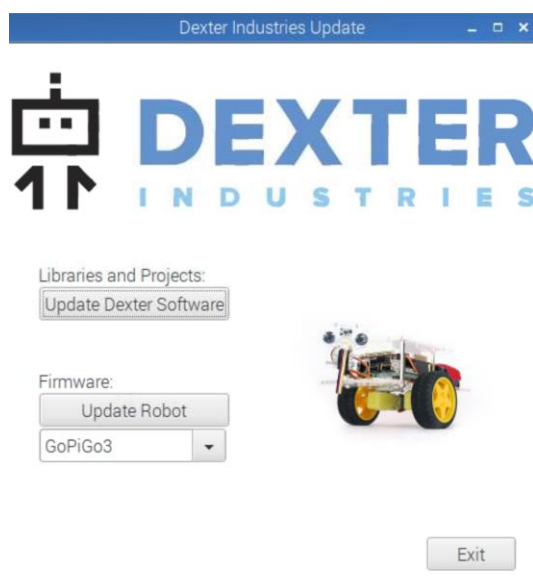 Dexter Industries Update
DEXTER
INDUSTRIES
Libraries and Projects:
Update Dexter Software
Firmware:
Update Robot
GoPiGo3
Exit